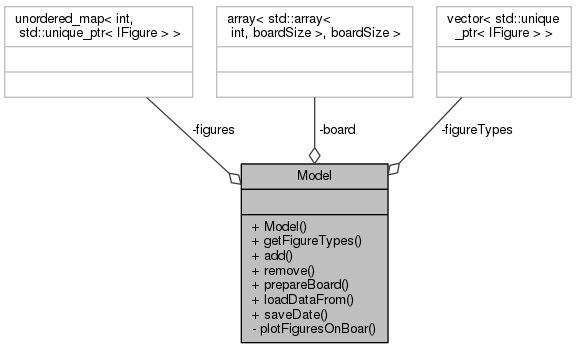 unordered_map< int,
std::unique_ptr< IFigure > >
array< std::array<
int, boardSize >, boardSize >
vector< std::unique
_ptr< IFigure > >
-figures
-board
-figureTypes
Model
+ Model()
+ getFigureTypes()
+ add()
+ remove()
+ prepareBoard()
+ loadDataFrom()
+ saveDate()
- plotFiguresOnBoar()